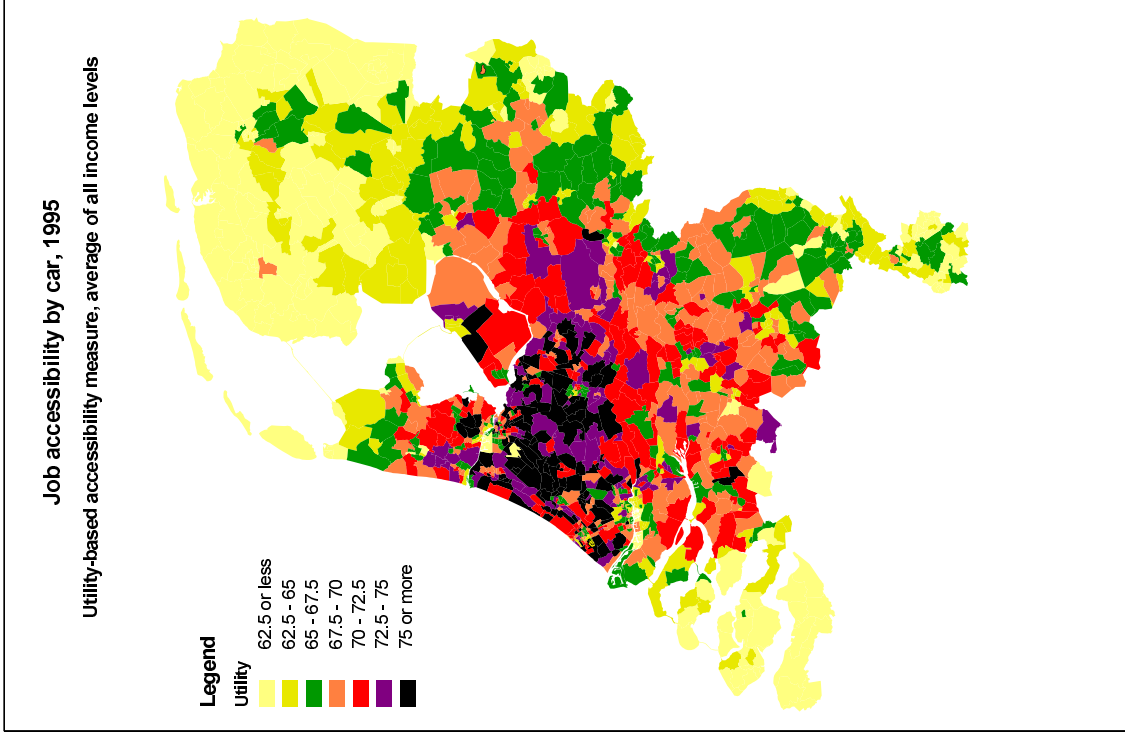 Job accessibility by car, 1995
Utility-based accessibility measure, average of all income levels
Legend
Utility
62.5 or less
62.5 - 65
65 - 67.5
67.5 - 70
70 - 72.5
72.5 - 75
75 or more